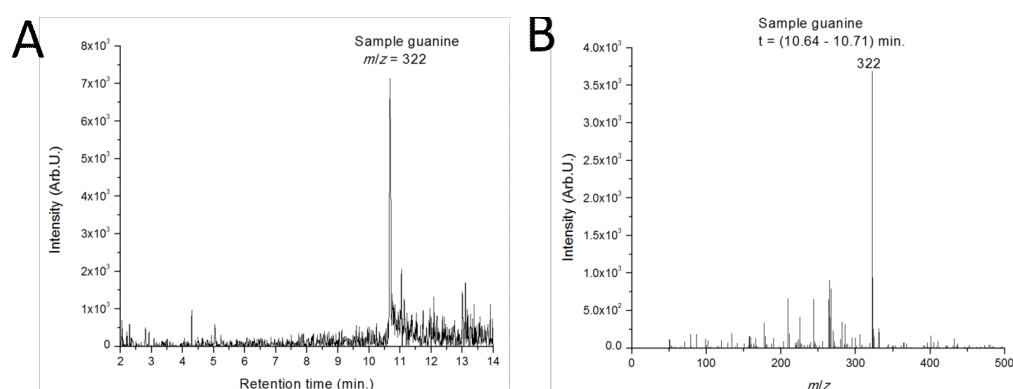 A
Sample guanine
m/z = 322
8x10³
7x10³
6x10³
5x10³
4x10³
3x10³
2x10³
1x10³
0
Intensity (Arb.U.)
2 3 4 5 6 7 8 9 10 11 12 13 14
Retention time (min.)
B
Sample guanine
t = (10.64 - 10.71) min.
322
4.0x10³
3.5x10³
3.0x10³
2.5x10³
2.0x10³
1.5x10³
1.0x10³
5.0x10²
0.0
Intensity (Arb.U.)
0 100 200 300 400 500
m/z